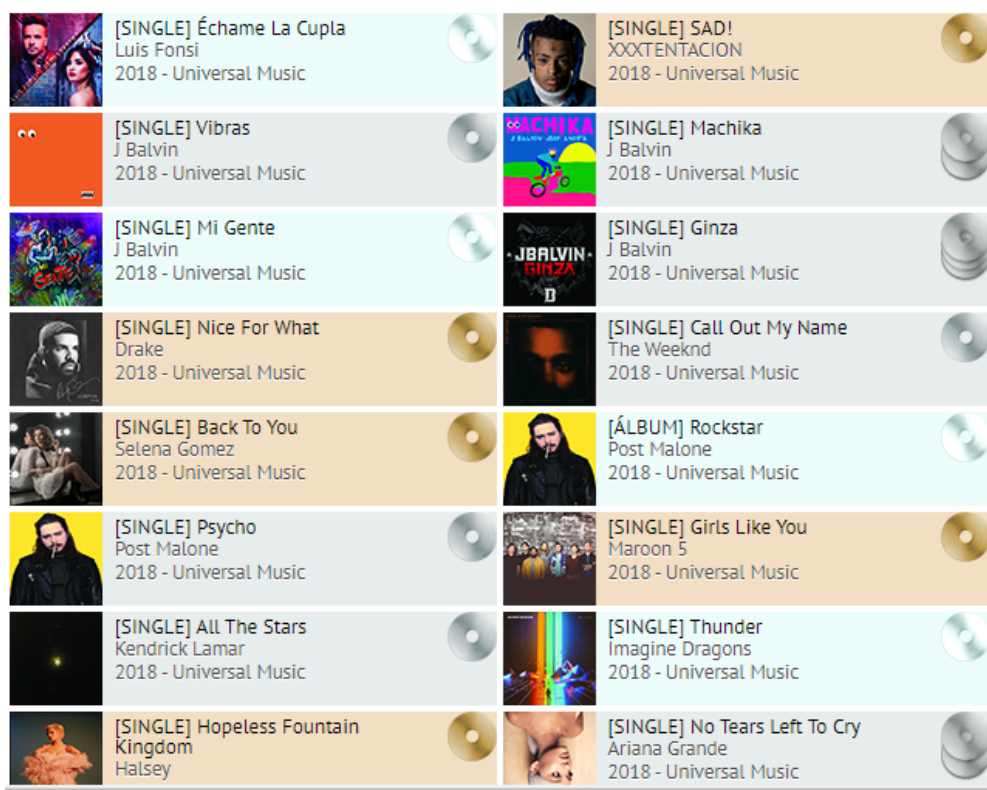 [SINGLE] Échame La Cupla
Luis Fonsi
2018 - Universal Music
[SINGLE] SAD!
XXXTENTACION
2018 - Universal Music
[SINGLE] Vibras
J Balvin
2018 - Universal Music
MACHIKA
[SINGLE] Machika
J Balvin
2018 - Universal Music
GENTE
[SINGLE] Mi Gente
J Balvin
2018 - Universal Music
JBALVIN
GINZA
[SINGLE] Ginza
J Balvin
2018 - Universal Music
[SINGLE] Nice For What
Drake
2018 - Universal Music
[SINGLE] Call Out My Name
The Weeknd
2018 - Universal Music
[SINGLE] Back To You
Selena Gomez
2018 - Universal Music
[ÁLBUM] Rockstar
Post Malone
2018 - Universal Music
[SINGLE] Psycho
Post Malone
2018 - Universal Music
[SINGLE] Girls Like You
Maroon 5
2018 - Universal Music
[SINGLE] All The Stars
Kendrick Lamar
2018 - Universal Music
[SINGLE] Thunder
Imagine Dragons
2018 - Universal Music
[SINGLE] Hopeless Fountain
Kingdom
Halsey
[SINGLE] No Tears Left To Cry
Ariana Grande
2018 - Universal Music